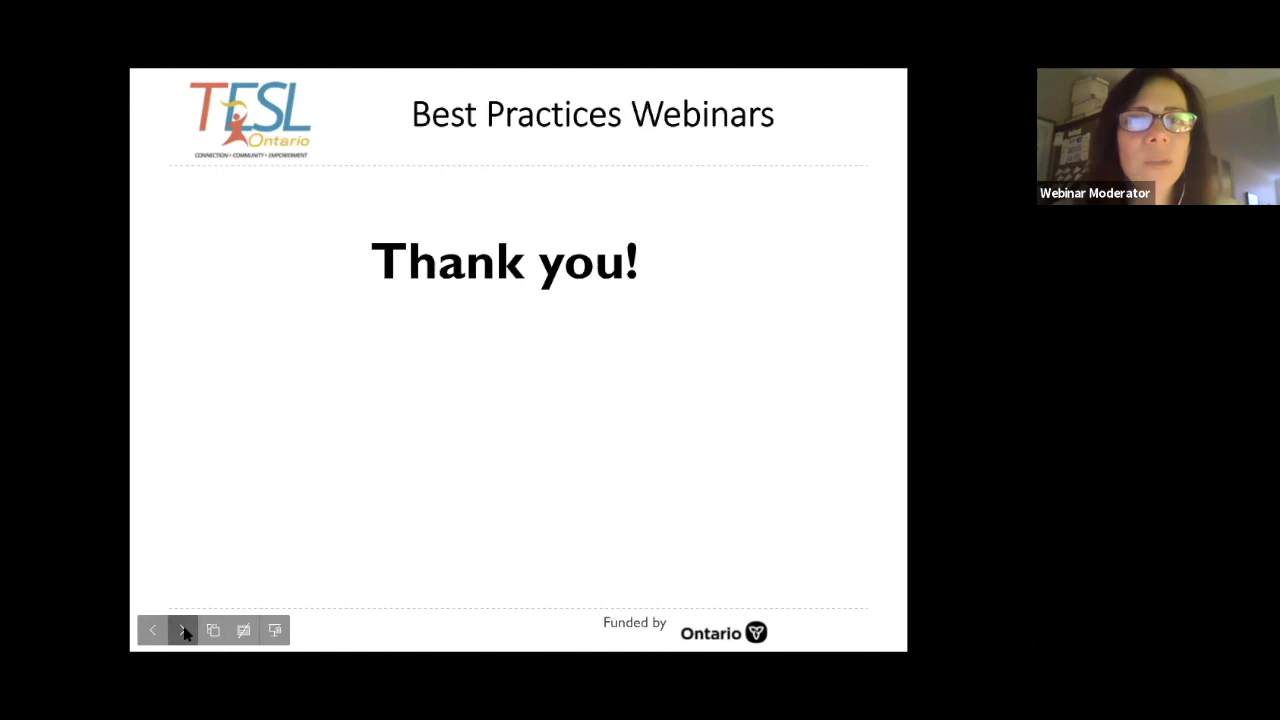 TESL
Ontario
CONNECTION • COMMUNITY • EMPOWERMENT
Best Practices Webinars
Webinar Moderator
Thank you!
Funded by
Ontario